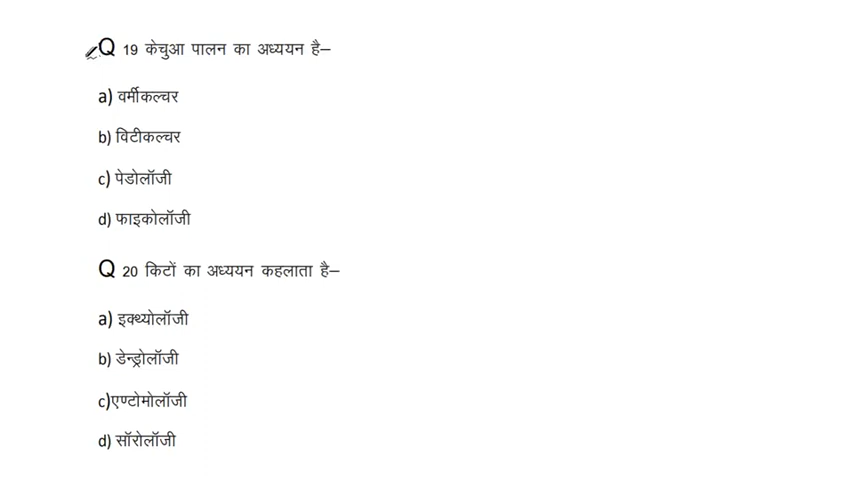 Q 19 केचुआ पालन का अध्ययन है–
a) वर्मीकल्चर
b) विटीकल्चर
c) पेडोलॉजी
d) फाइकोलॉजी
Q 20 किटों का अध्ययन कहलाता है–
a) इक्थ्योलॉजी
b) डेन्ड्रोलॉजी
c)एण्टोमोलॉजी
d) सॉरोलॉजी